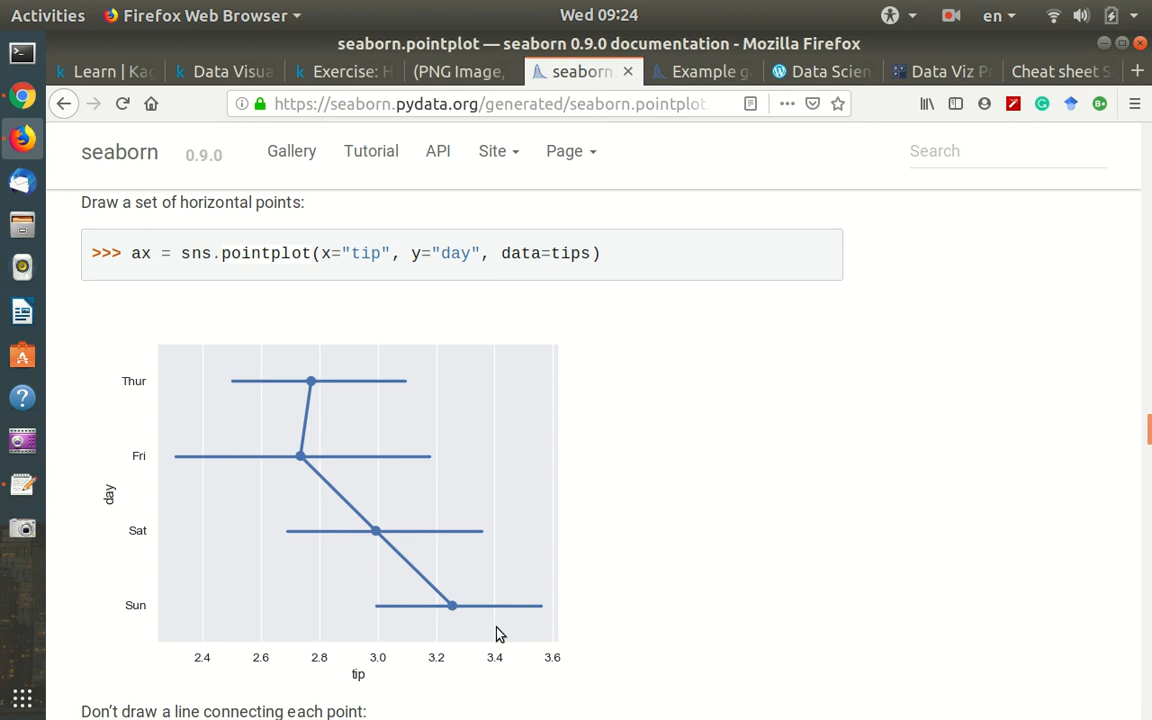 Activities Firefox Web Browser Wed 09:24 en
seaborn.pointplot — seaborn 0.9.0 documentation - Mozilla Firefox
Learn | Kag Data Visua Exercise: H (PNG Image, seaborn. Example g Data Scien Data Viz P Cheat sheet S
https://seaborn.pydata.org/generated/seaborn.pointplot.
seaborn 0.9.0 Gallery Tutorial API Site Page Search
Draw a set of horizontal points:
>>> ax = sns.pointplot(x="tip", y="day", data=tips)
Thur
Fri
day
Sat
Sun
2.4 2.6 2.8 3.0 3.2 3.4 3.6
tip
Don’t draw a line connecting each point: